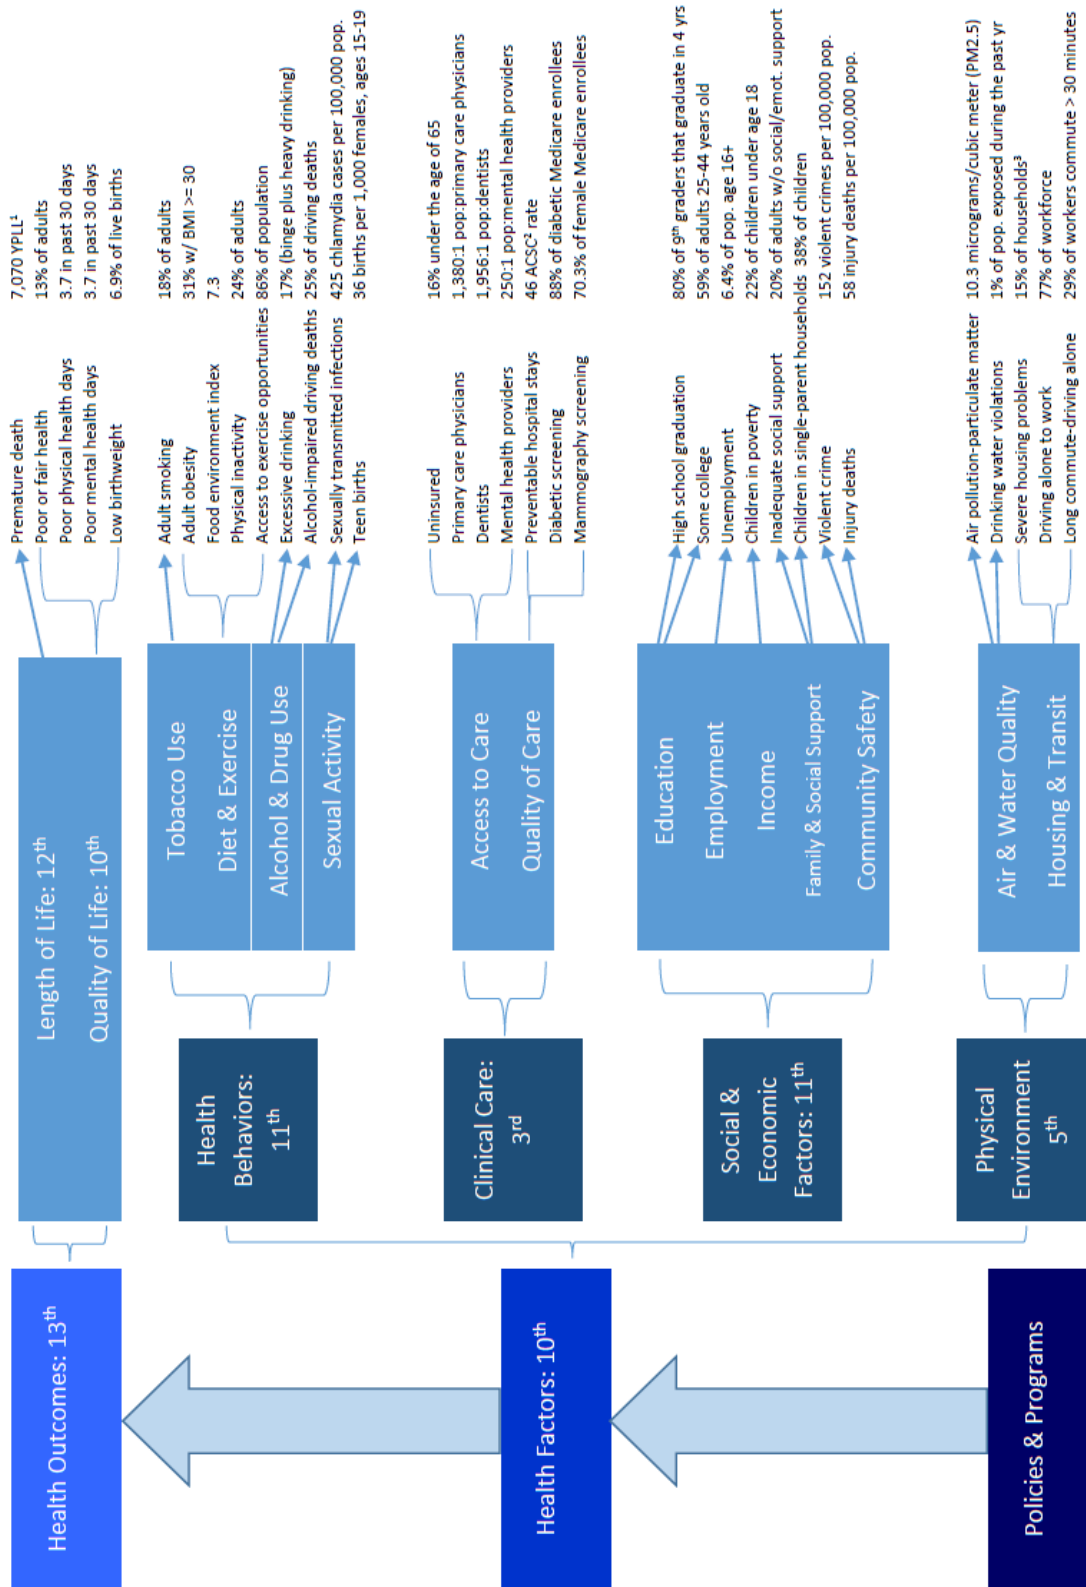 Health Outcomes: 13th
Health Factors: 10th
Policies & Programs
Length of Life: 12th
Quality of Life: 10th
Health
Behaviors:
11th
Clinical Care:
3rd
Social &
Economic
Factors: 11th
Physical
Environment
5th
Tobacco Use
Diet & Exercise
Alcohol & Drug Use
Sexual Activity
Access to Care
Quality of Care
Education
Employment
Income
Family & Social Support
Community Safety
Air & Water Quality
Housing & Transit
Premature death 7,070 YPLL¹
Poor or fair health 13% of adults
Poor physical health days 3.7 in past 30 days
Poor mental health days 3.7 in past 30 days
Low birthweight 6.9% of live births
Adult smoking 18% of adults
Adult obesity 31% w/ BMI >= 30
Food environment index 7.3
Physical inactivity 24% of adults
Access to exercise opportunities 86% of population
Excessive drinking 17% (binge plus heavy drinking)
Alcohol-impaired driving deaths 25% of driving deaths
Sexually transmitted infections 425 chlamydia cases per 100,000 pop.
Teen births 36 births per 1,000 females, ages 15-19
Uninsured 16% under the age of 65
Primary care physicians 1,380:1 pop:primary care physicians
Dentists 1,956:1 pop:dentists
Mental health providers 250:1 pop:mental health providers
Preventable hospital stays 46 ACSC² rate
Diabetic screening 88% of diabetic Medicare enrollees
Mammography screening 70.3% of female Medicare enrollees
High school graduation 80% of 9th graders that graduate in 4 yrs
Some college 59% of adults 25-44 years old
Unemployment 6.4% of pop. age 16+
Children in poverty 22% of children under age 18
Inadequate social support 20% of adults w/o social/emot. support
Children in single-parent households 38% of children
Violent crime 152 violent crimes per 100,000 pop.
Injury deaths 58 injury deaths per 100,000 pop.
Air pollution-particulate matter 10.3 micrograms/cubic meter (PM2.5)
Drinking water violations 1% of pop. exposed during the past yr
Severe housing problems 15% of households³
Driving alone to work 77% of workforce
Long commute-driving alone 29% of workers commute > 30 minutes